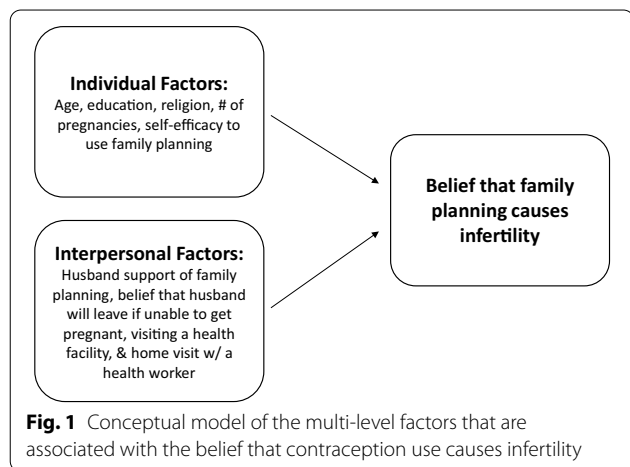 Individual Factors:
Age, education, religion, # of
pregnancies, self-efficacy to
use family planning
Interpersonal Factors:
Husband support of family
planning, belief that husband
will leave if unable to get
pregnant, visiting a health
facility, & home visit w/ a
health worker
Belief that family
planning causes
infertility
Fig. 1 Conceptual model of the multi-level factors that are
associated with the belief that contraception use causes infertility